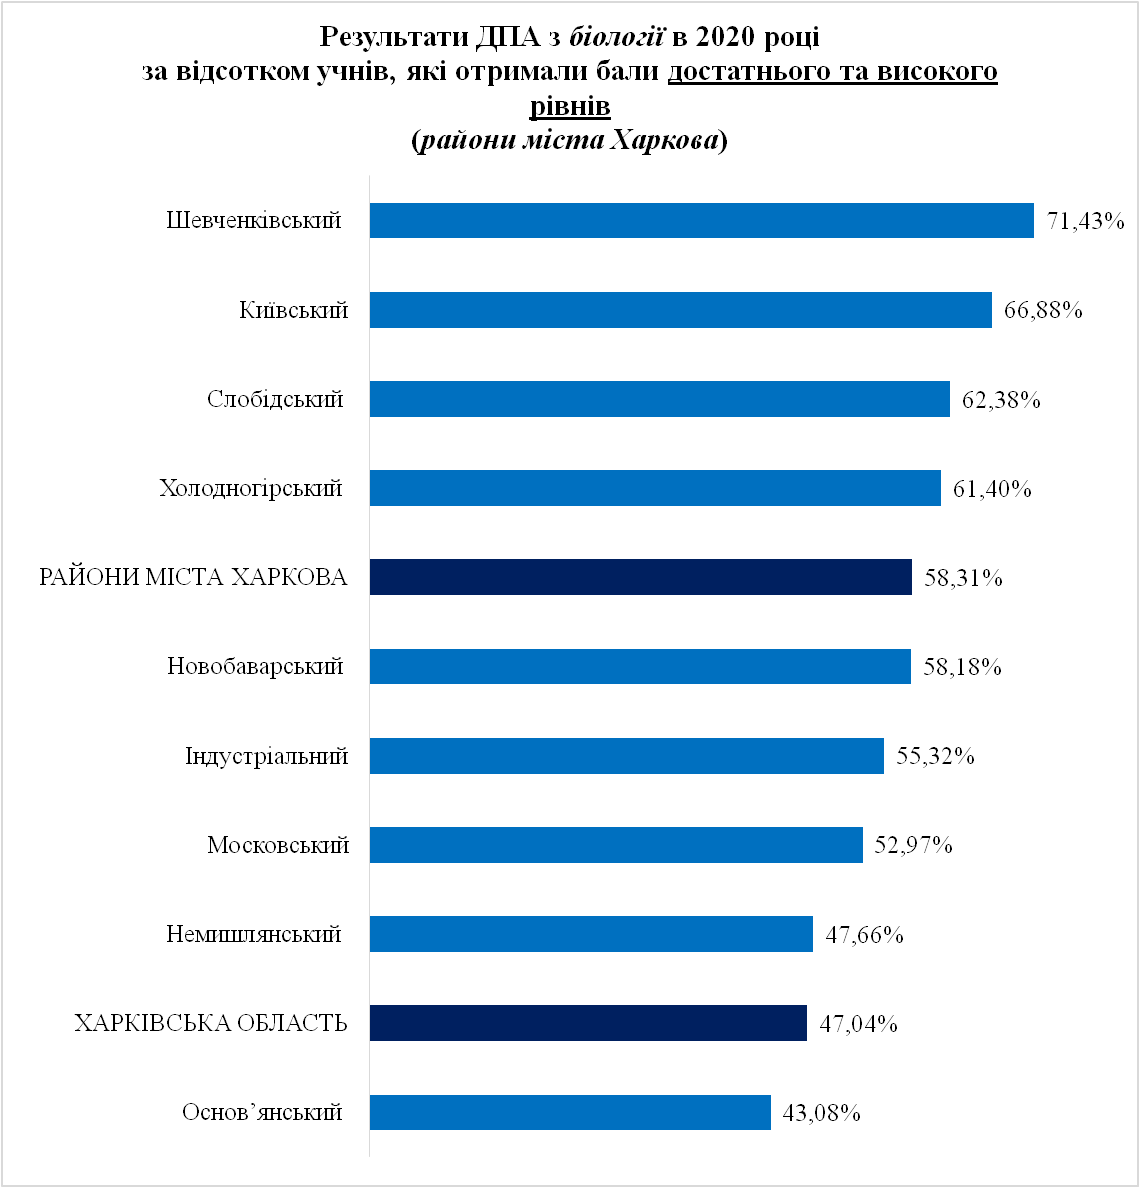 Результати ДПА з біології в 2020 році
за відсотком учнів, які отримали бали достатнього та високого
рівнів
(райони міста Харкова)
Шевченківський 71,43%
Київський 66,88%
Слобідський 62,38%
Холодногірський 61,40%
РАЙОНИ МІСТА ХАРКОВА 58,31%
Новобаварський 58,18%
Індустріальний 55,32%
Московський 52,97%
Немишлянський 47,66%
ХАРКІВСЬКА ОБЛАСТЬ 47,04%
Основ’янський 43,08%